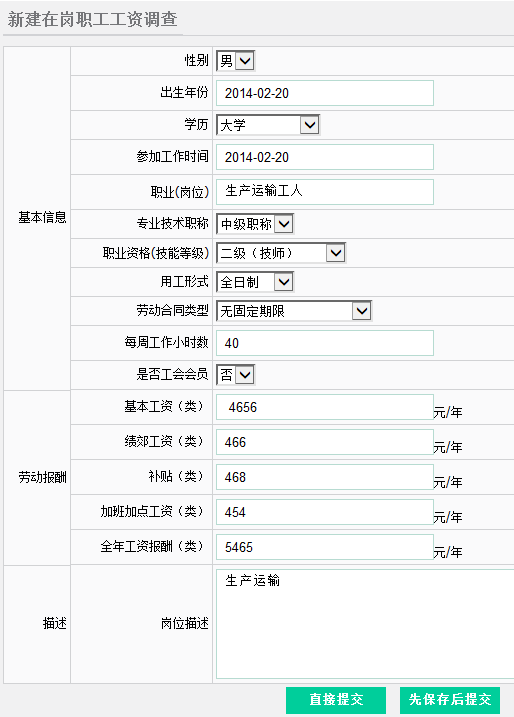 新建在岗职工工资调查
性别 男
出生年份 2014-02-20
学历 大学
参加工作时间 2014-02-20
职业(岗位) 生产运输工人
基本信息 专业技术职称 中级职称
职业资格(技能等级) 二级（技师）
用工形式 全日制
劳动合同类型 无固定期限
每周工作小时数 40
是否工会会员 否
基本工资（类） 4656 元/年
绩郊工资（类） 466 元/年
劳动报酬 补贴（类） 468 元/年
加班加点工资（类） 454 元/年
全年工资报酬（类） 5465 元/年
生产运输
描述 岗位描述
直接提交 先保存后提交